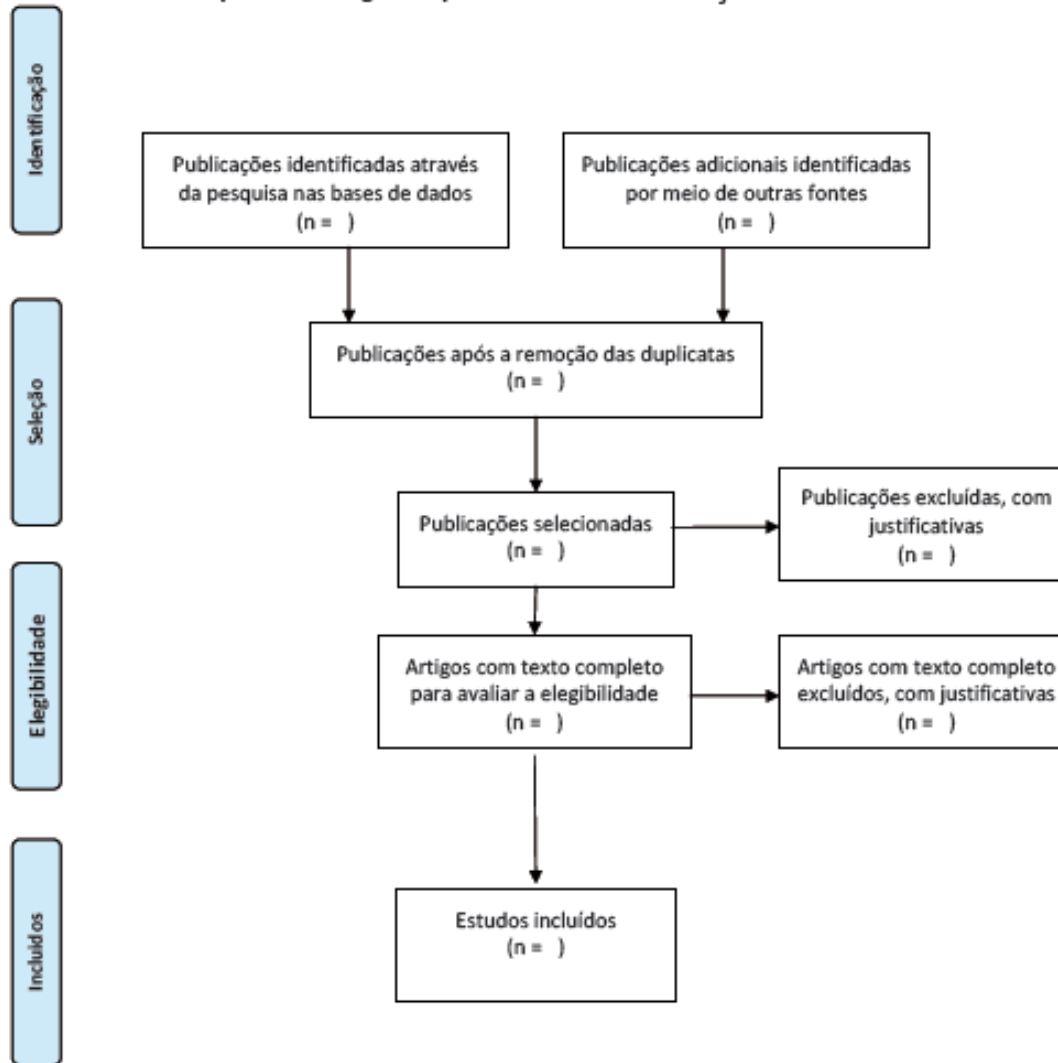 Identificação
Publicações identificadas através
da pesquisa nas bases de dados
(n =   )
Publicações adicionais identificadas
por meio de outras fontes
(n =   )
Seleção
Publicações após a remoção das duplicatas
(n =   )
Publicações selecionadas
(n =   )
Publicações excluídas, com
justificativas
(n =   )
Elegibilidade
Artigos com texto completo
para avaliar a elegibilidade
(n =   )
Artigos com texto completo
excluídos, com justificativas
(n =   )
Incluidos
Estudos incluídos
(n =   )